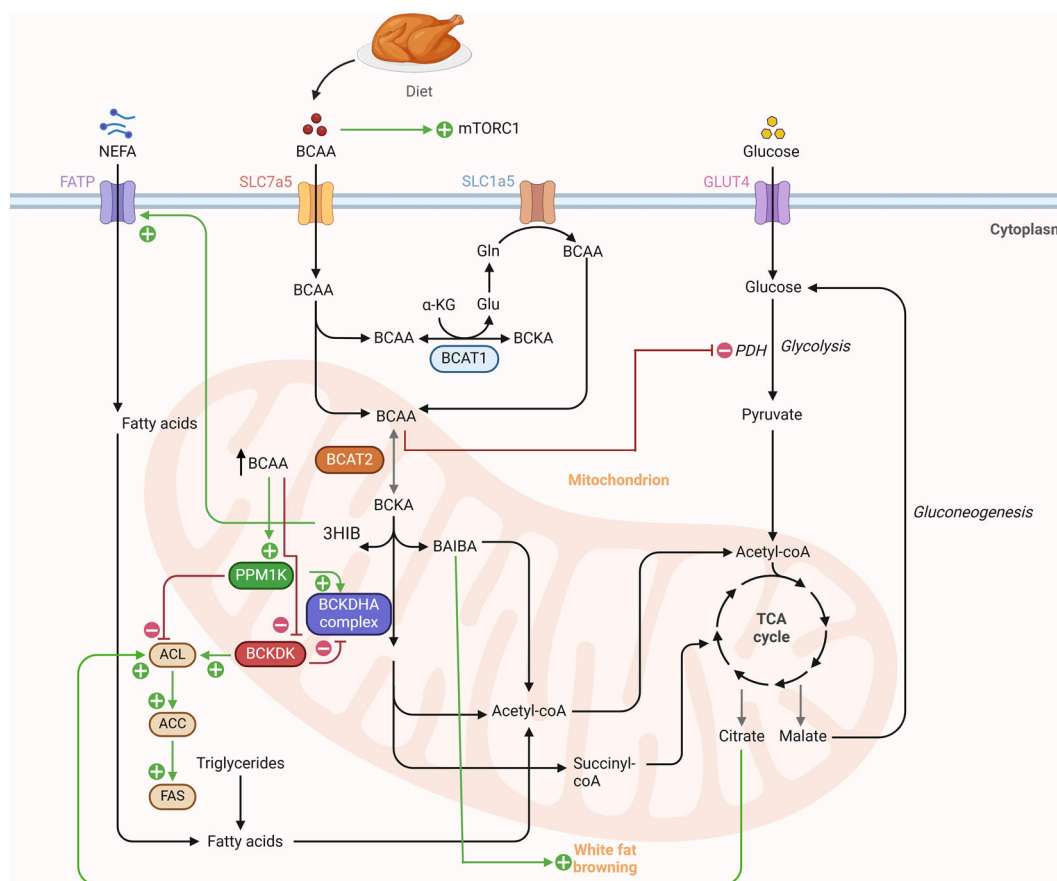 Diet
NEFA
BCAA
+ mTORC1
Glucose
FATP
SLC7a5
SLC1a5
GLUT4
Cytoplasm
+
Gln
BCAA
BCAA
Glucose
α-KG
Glu
BCAA
BCKA
BCAT1
− PDH
Glycolysis
Fatty acids
BCAA
Pyruvate
BCAA
BCAT2
Mitochondrion
BCKA
Gluconeogenesis
3HIB
BAIBA
+
Acetyl-coA
PPM1K
+
BCKDHA
complex
TCA
cycle
−
−
ACL
BCKDK
−
+
+
+
ACC
Acetyl-coA
Citrate
Malate
Triglycerides
Succinyl-
coA
+
FAS
Fatty acids
+ White fat
browning